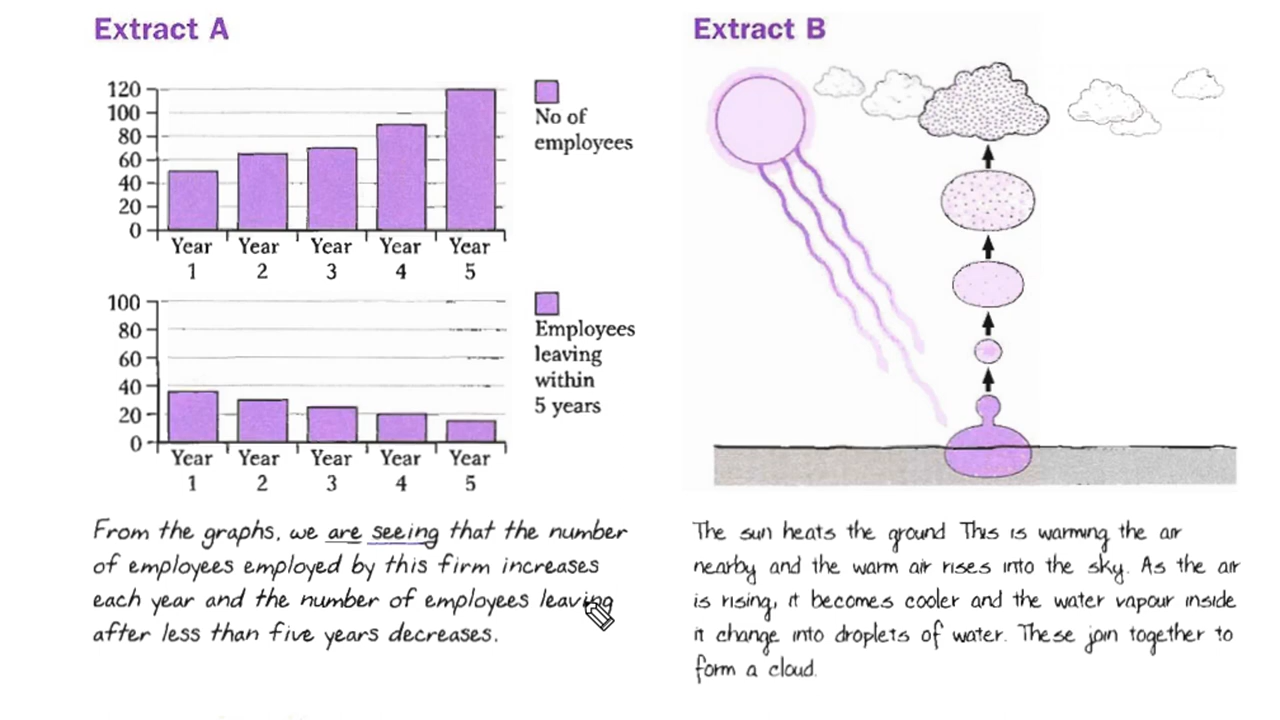 Extract A
120
100
80
60
40
20
0
Year 1
Year 2
Year 3
Year 4
Year 5
No of
employees
100
80
60
40
20
0
Year 1
Year 2
Year 3
Year 4
Year 5
Employees
leaving
within
5 years
From the graphs, we are seeing that the number
of employees employed by this firm increases
each year and the number of employees leaving
after less than five years decreases.
Extract B
The sun heats the ground This is warming the air
nearby and the warm air rises into the sky. As the air
is rising, it becomes cooler and the water vapour inside
it change into droplets of water. These join together to
form a cloud.